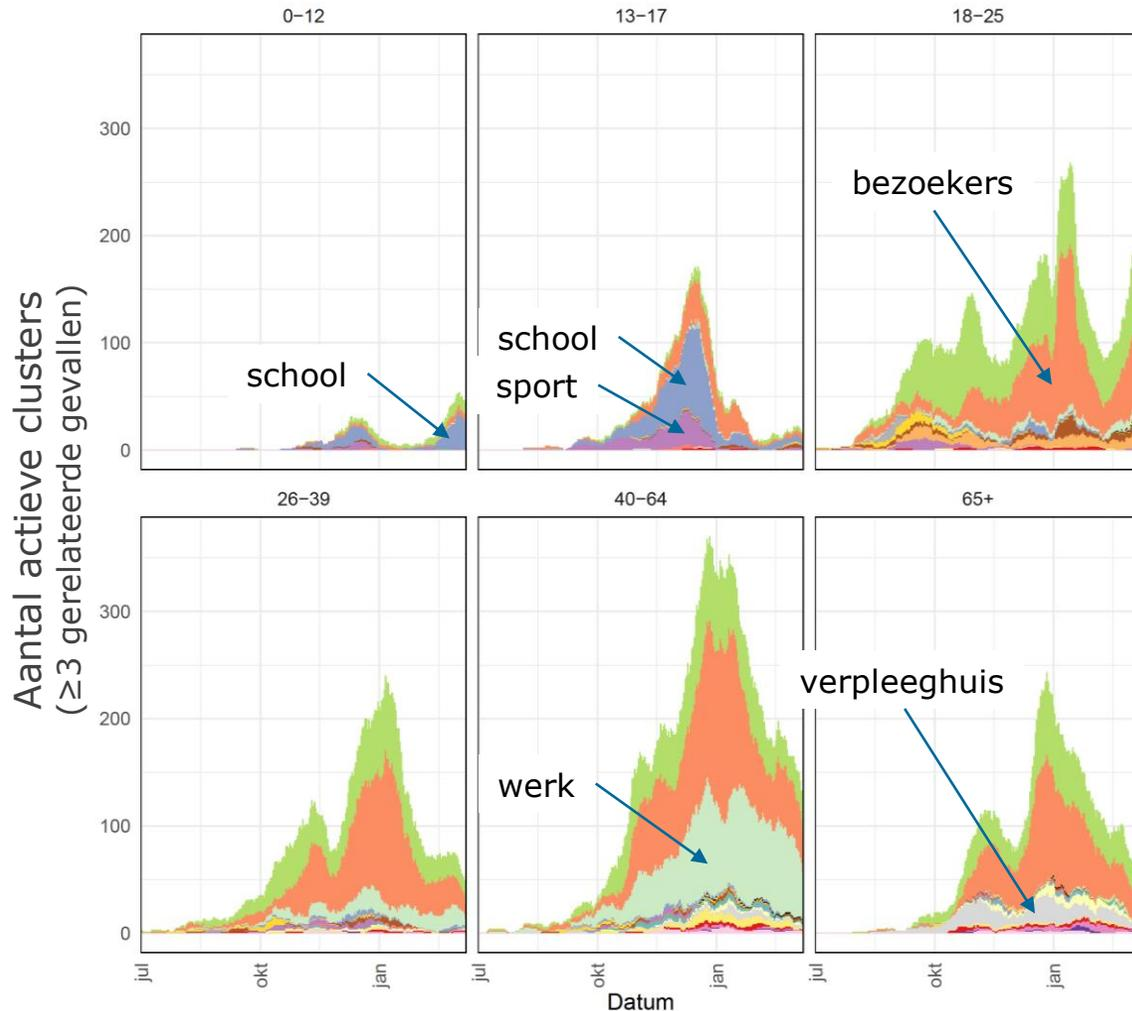 0−12
13−17
18−25
Aantal actieve clusters
(≥3 gerelateerde gevallen)
300
200
100
0
school
school
sport
bezoekers
26−39
40−64
65+
300
200
100
0
werk
verpleeghuis
jul
okt
jan
jul
okt
jan
jul
okt
jan
Datum